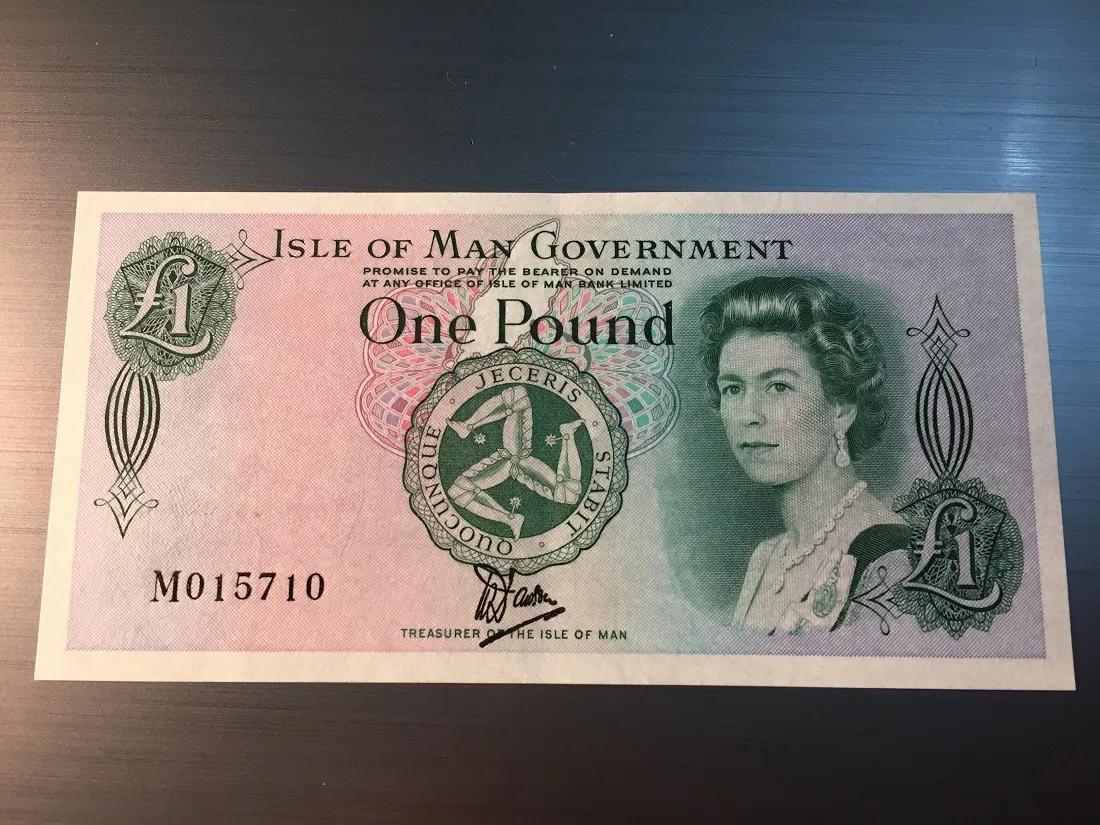 £1
ISLE OF MAN GOVERNMENT
PROMISE TO PAY THE BEARER ON DEMAND
AT ANY OFFICE OF ISLE OF MAN BANK LIMITED
One Pound
QUOCUNQUE · JECERIS · STABIT ·
M015710
TREASURER OF THE ISLE OF MAN
£1